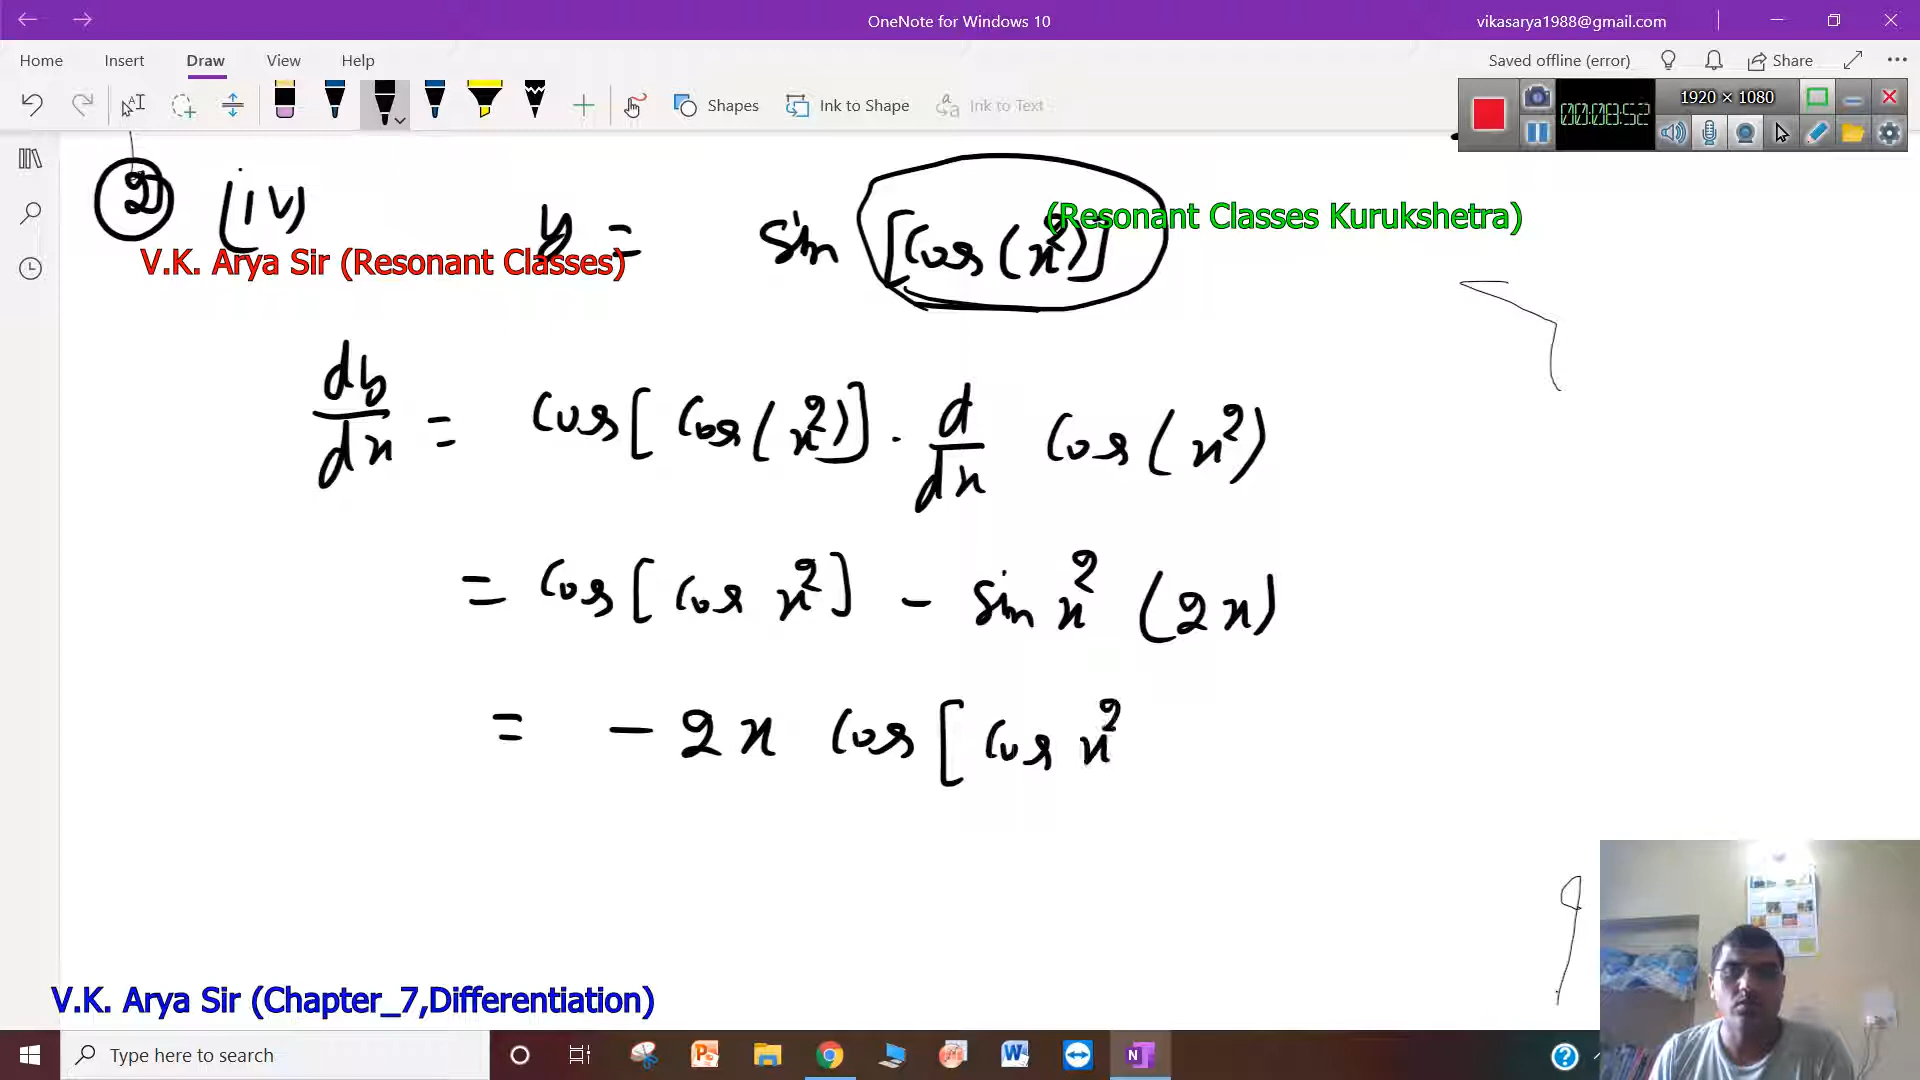 OneNote for Windows 10
vikasarya1988@gmail.com
Home Insert Draw View Help
Saved offline (error)
Share
Shapes
Ink to Shape
Ink to Text
00:08:52
1920 × 1080
② (iv) y = sin [cos(x²)]
(Resonant Classes Kurukshetra)
V.K. Arya Sir (Resonant Classes)
dy/dx = cos[cos(x²)] · d/dx cos(x²)
= cos[cos x²] - sin x² (2x)
= - 2x cos[cos x²
V.K. Arya Sir (Chapter_7,Differentiation)
Type here to search